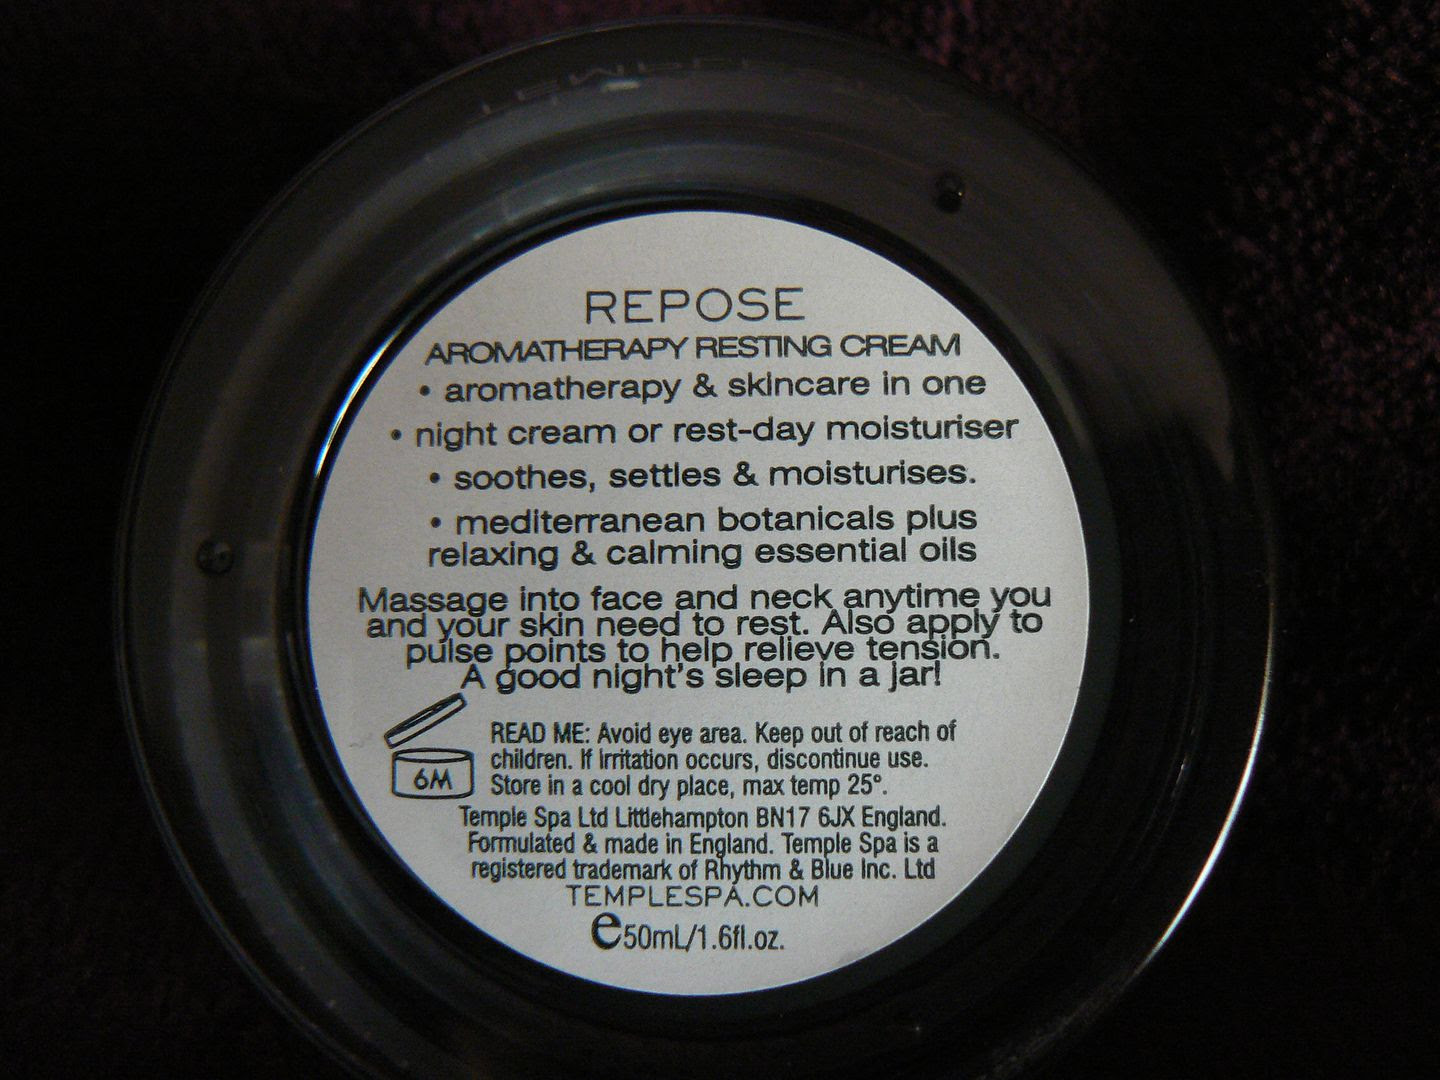 REPOSE
AROMATHERAPY RESTING CREAM
• aromatherapy & skincare in one
• night cream or rest-day moisturiser
• soothes, settles & moisturises.
• mediterranean botanicals plus
relaxing & calming essential oils
Massage into face and neck anytime you
and your skin need to rest. Also apply to
pulse points to help relieve tension.
A good night's sleep in a jar!
6M
READ ME: Avoid eye area. Keep out of reach of
children. If irritation occurs, discontinue use.
Store in a cool dry place, max temp 25°.
Temple Spa Ltd Littlehampton BN17 6JX England.
Formulated & made in England. Temple Spa is a
registered trademark of Rhythm & Blue Inc. Ltd
TEMPLESPA.COM
e50mL/1.6fl.oz.